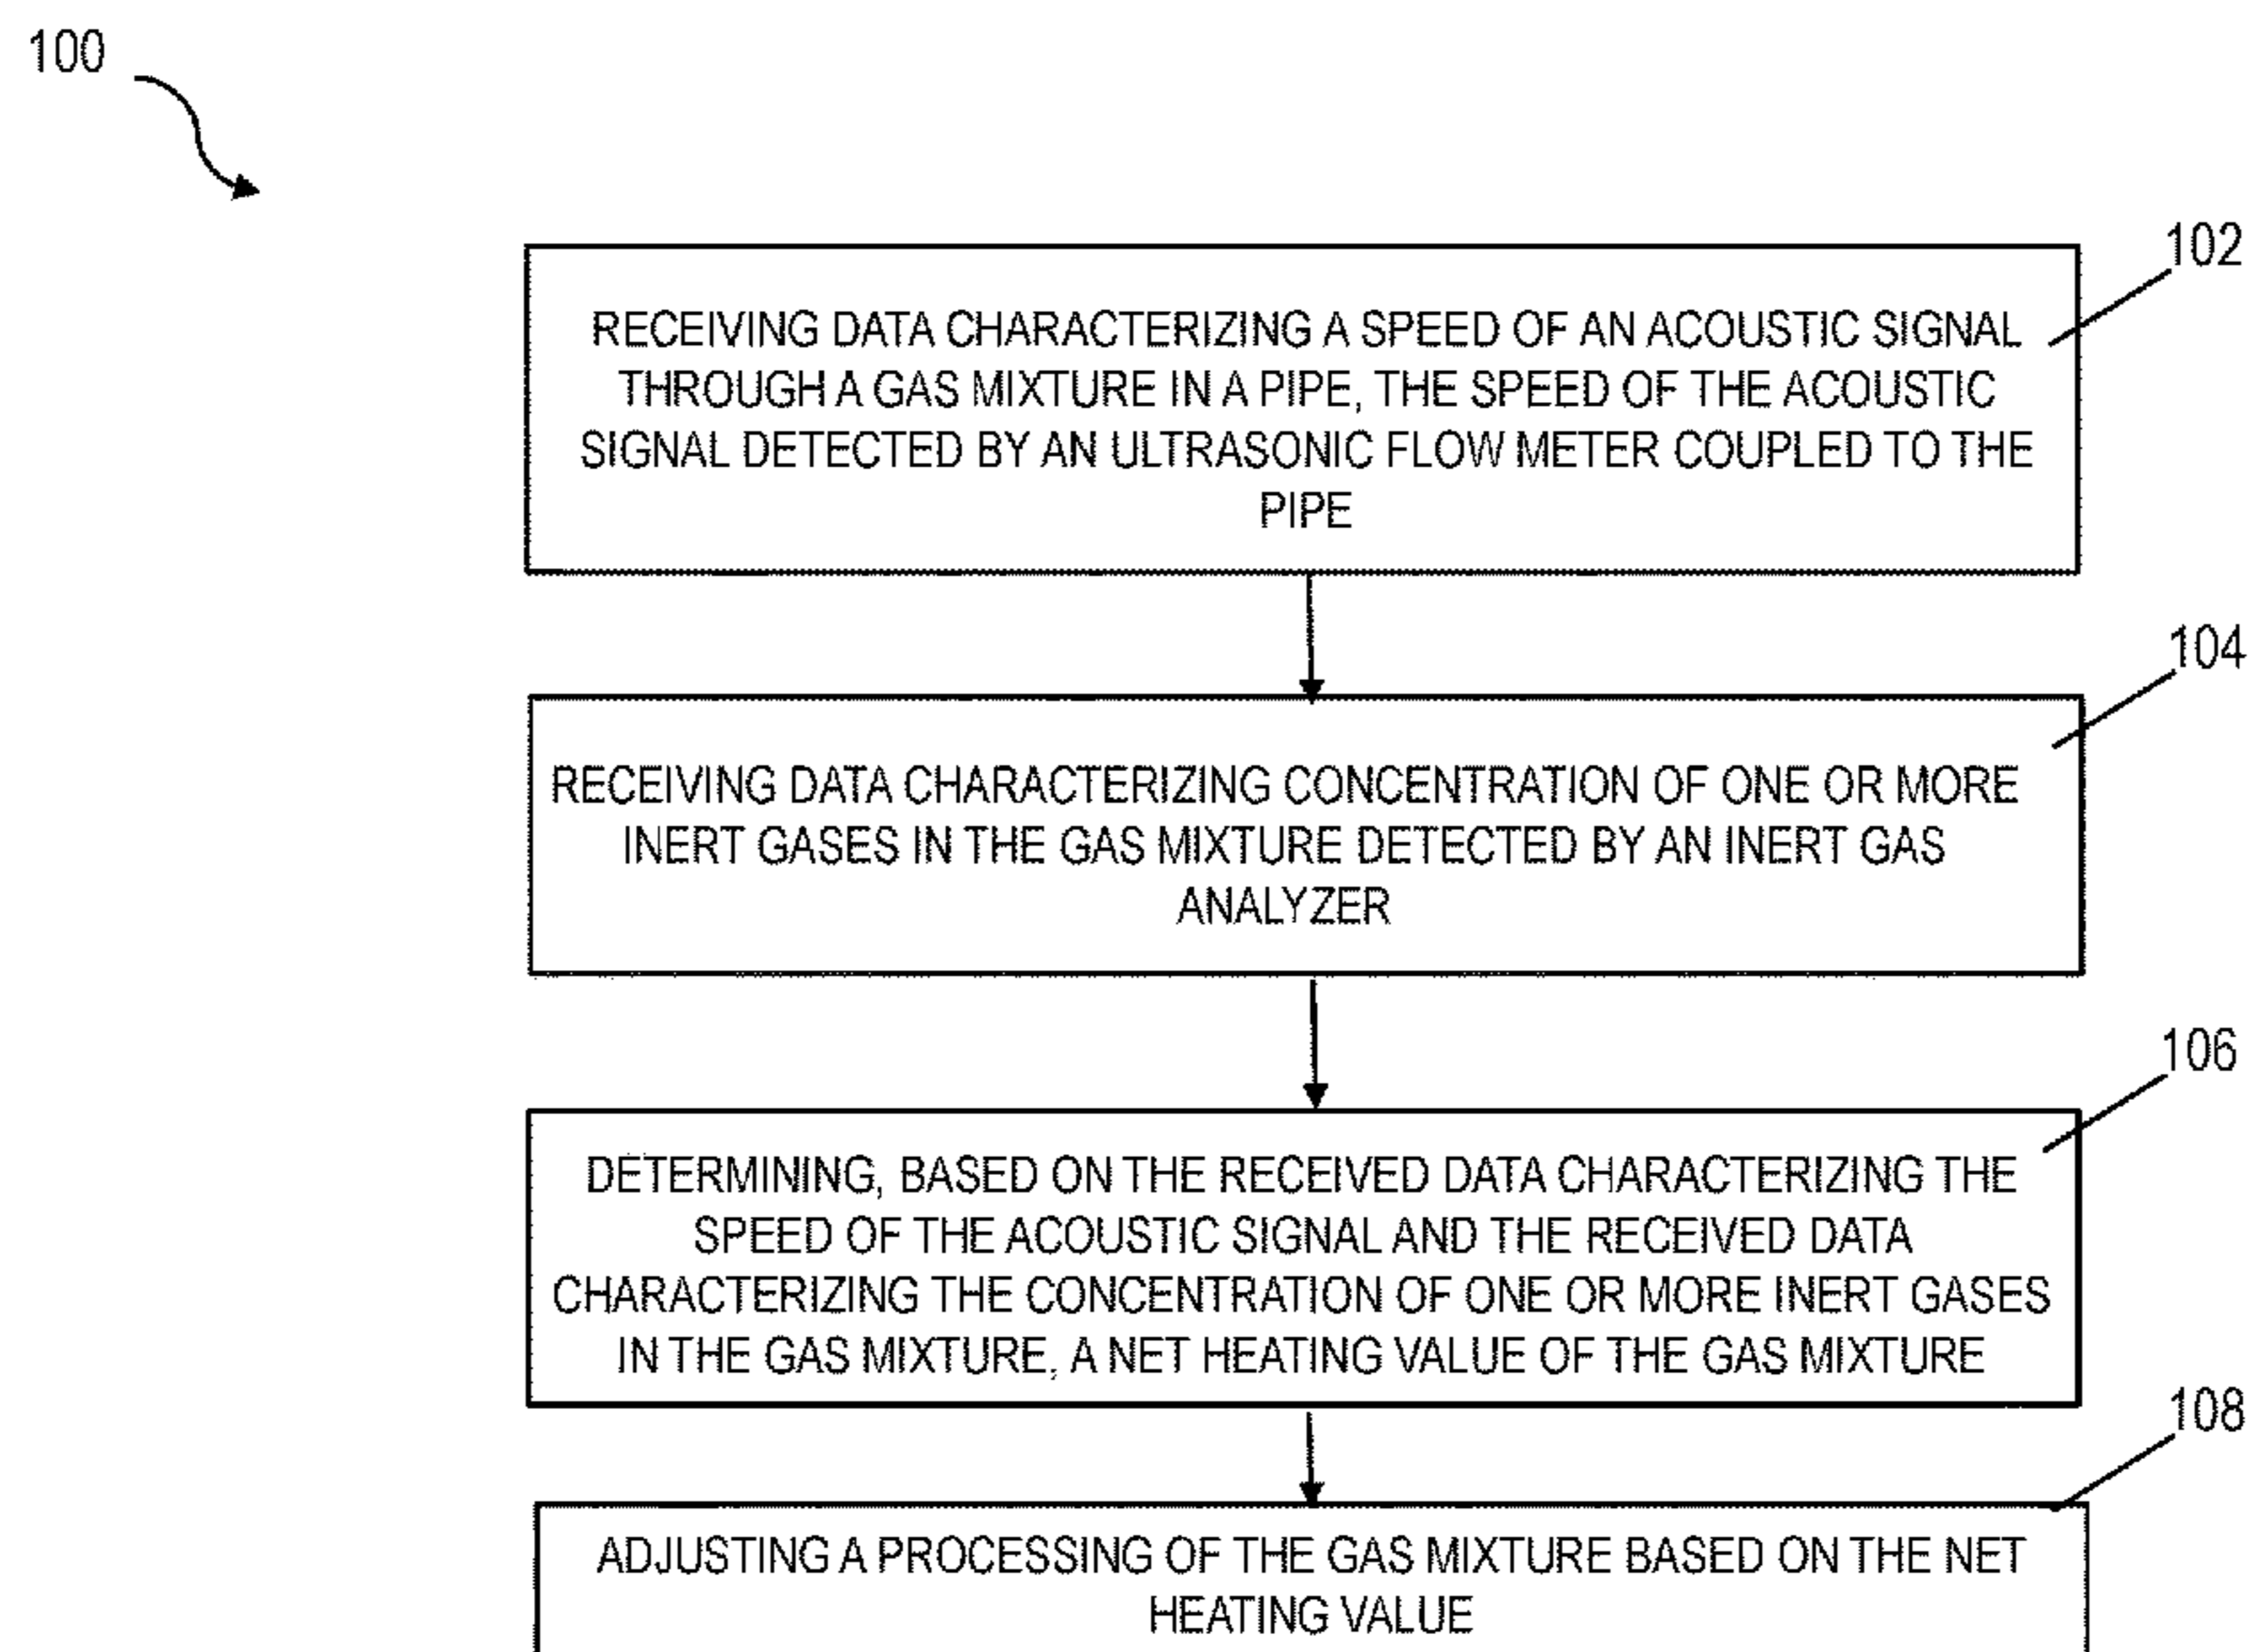 100
102
RECEIVING DATA CHARACTERIZING A SPEED OF AN ACOUSTIC SIGNAL
THROUGH A GAS MIXTURE IN A PIPE, THE SPEED OF THE ACOUSTIC
SIGNAL DETECTED BY AN ULTRASONIC FLOW METER COUPLED TO THE
PIPE
104
RECEIVING DATA CHARACTERIZING CONCENTRATION OF ONE OR MORE
INERT GASES IN THE GAS MIXTURE DETECTED BY AN INERT GAS
ANALYZER
106
DETERMINING, BASED ON THE RECEIVED DATA CHARACTERIZING THE
SPEED OF THE ACOUSTIC SIGNAL AND THE RECEIVED DATA
CHARACTERIZING THE CONCENTRATION OF ONE OR MORE INERT GASES
IN THE GAS MIXTURE, A NET HEATING VALUE OF THE GAS MIXTURE
108
ADJUSTING A PROCESSING OF THE GAS MIXTURE BASED ON THE NET
HEATING VALUE